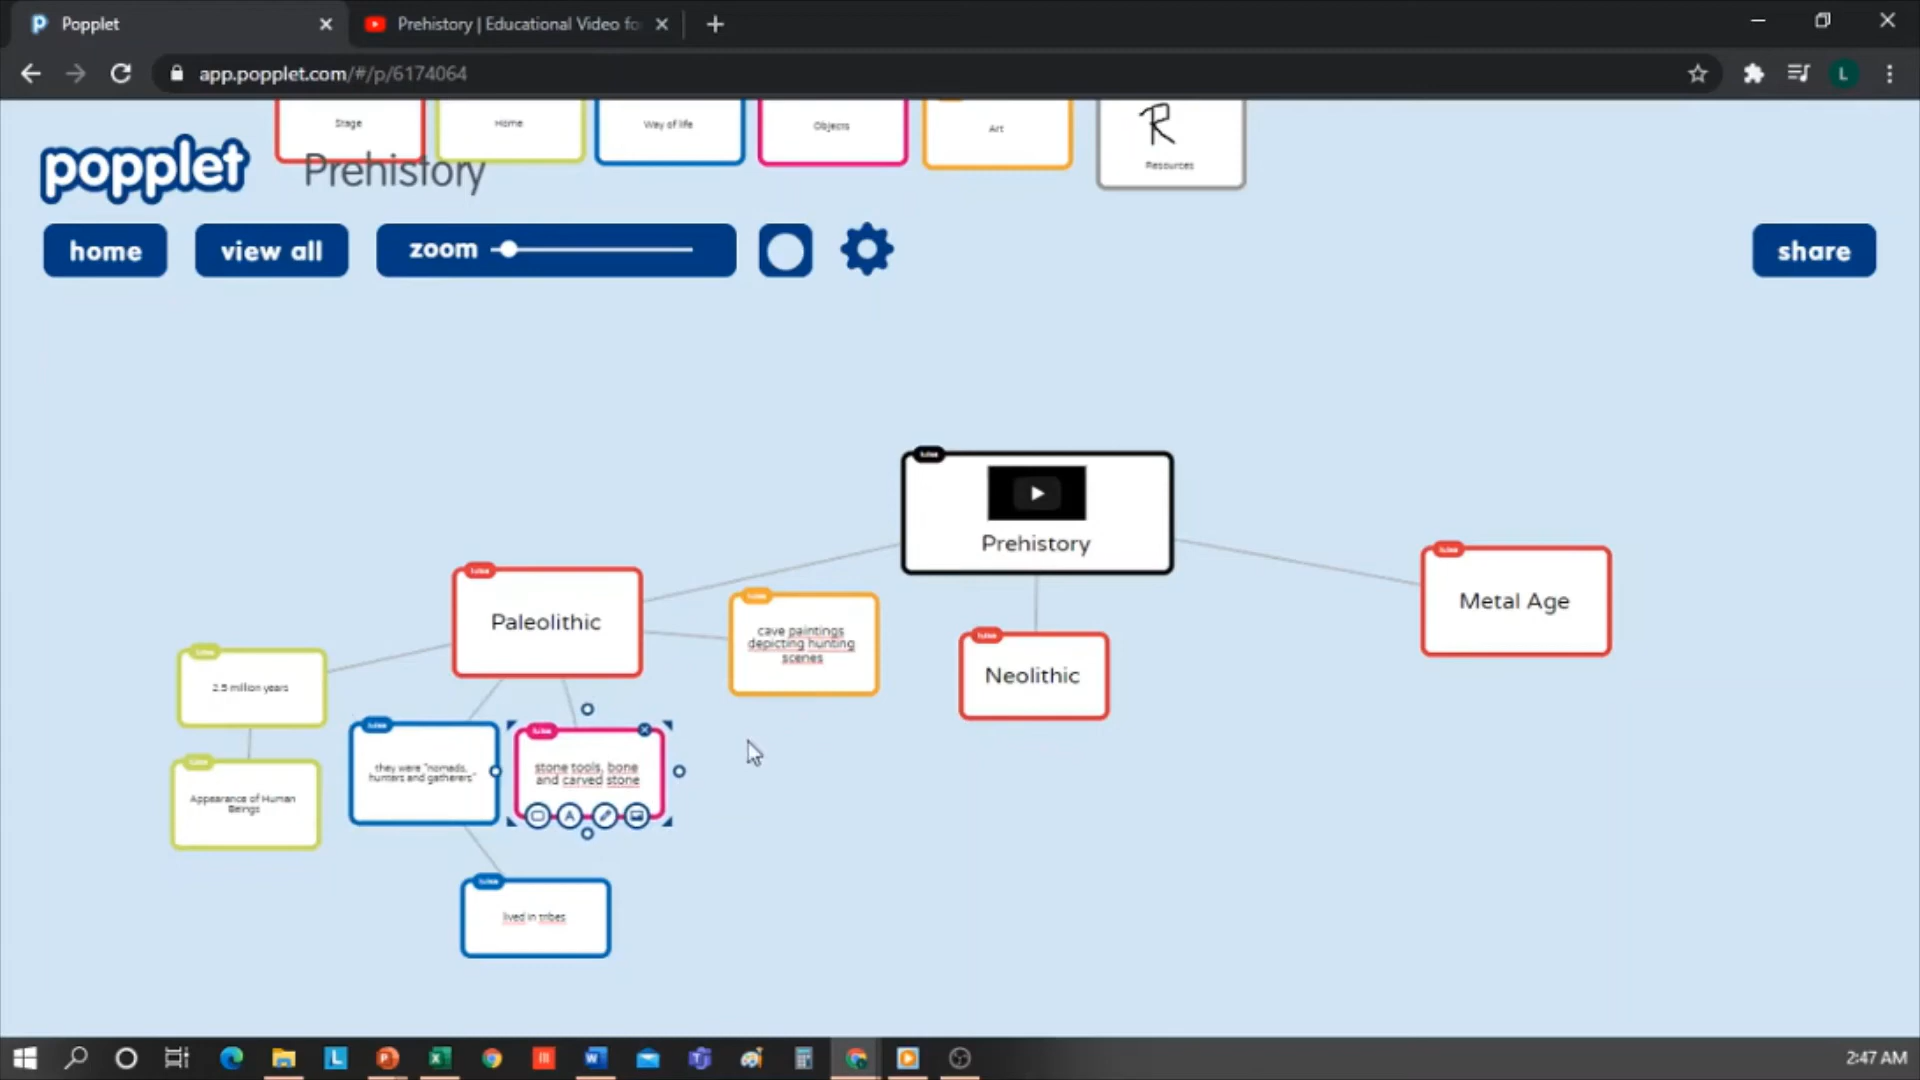 Popplet
Prehistory | Educational Video fo
app.popplet.com/#/p/6174064
L
Stage
Home
Way of life
Objects
Art
R
Resources
popplet
Prehistory
home
view all
zoom
share
Prehistory
Paleolithic
cave paintings
depicting hunting
scenes
Neolithic
Metal Age
2.5 million years
they were "nomads,
hunters and gatherers"
stone tools, bone
and carved stone
A
Appearance of Human
Beings
lived in tribes
2:47 AM